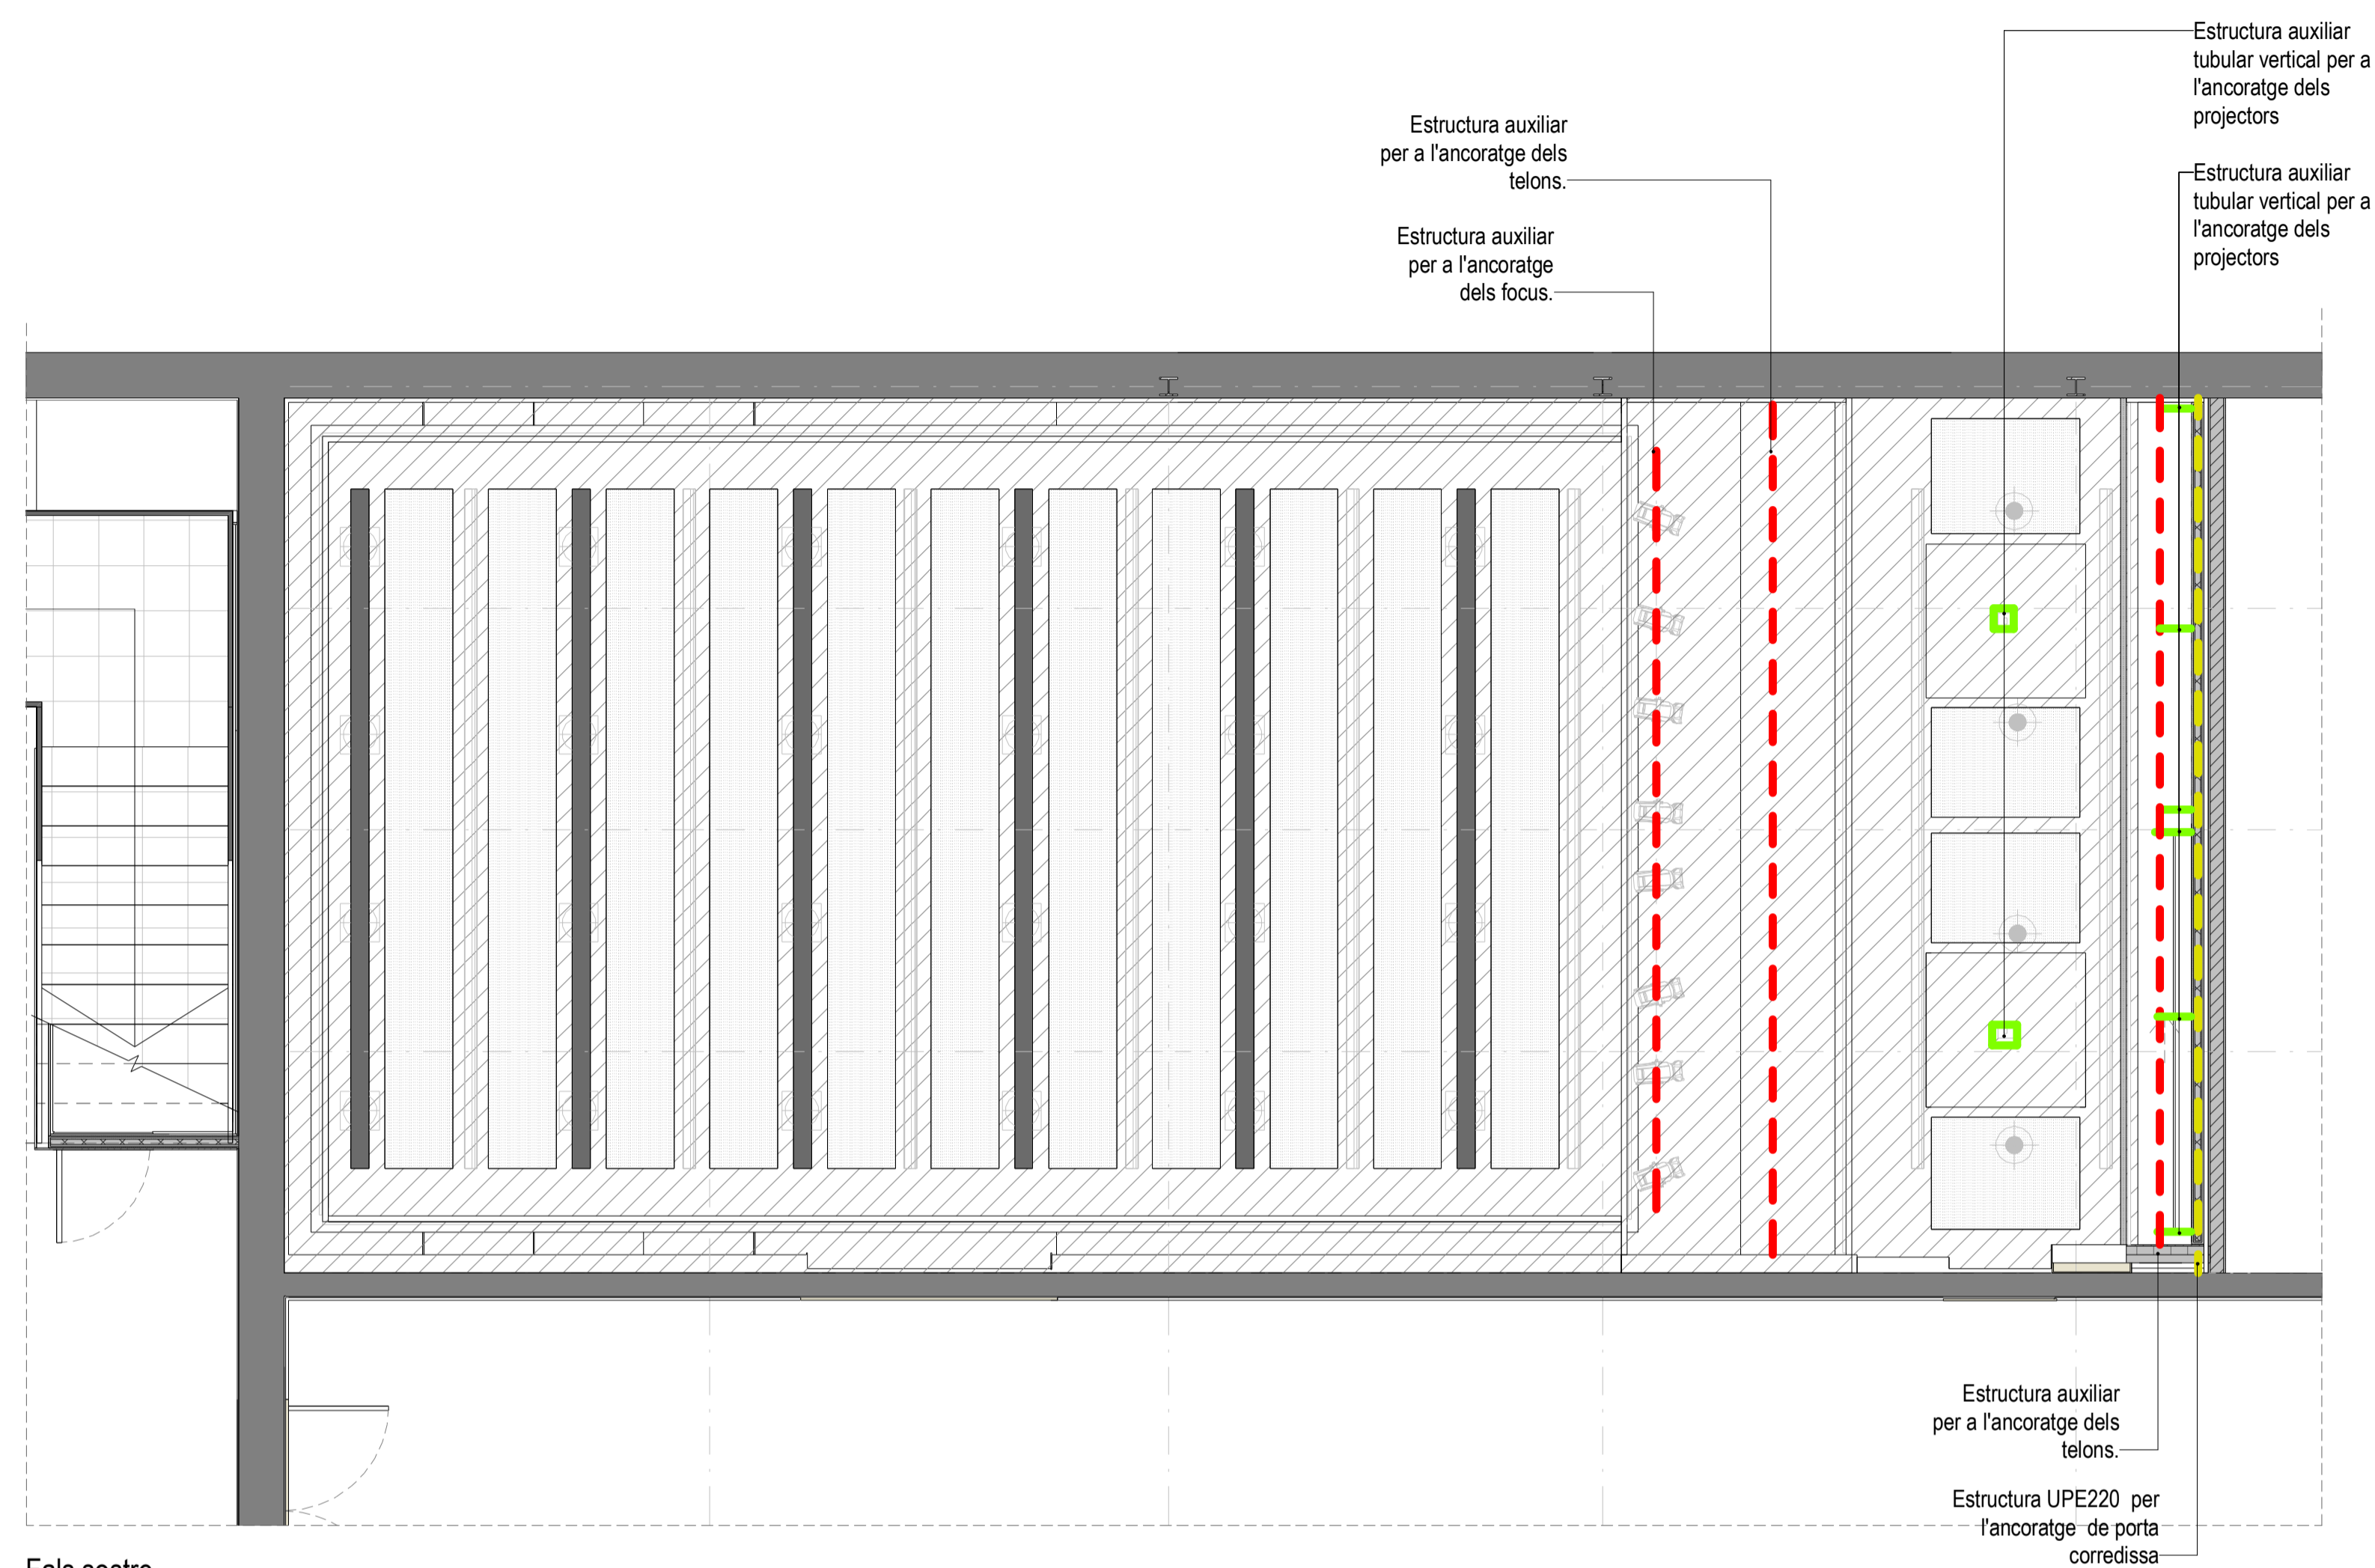 Estructura auxiliar
tubular vertical per a
l'ancoratge dels
projectors
Estructura auxiliar
per a l'ancoratge dels
telons.
Estructura auxiliar
tubular vertical per a
l'ancoratge dels
projectors
Estructura auxiliar
per a l'ancoratge
dels focus.
Estructura auxiliar
per a l'ancoratge dels
telons.
Estructura UPE220 per
l'ancoratge de porta
corredissa
Fals sostre